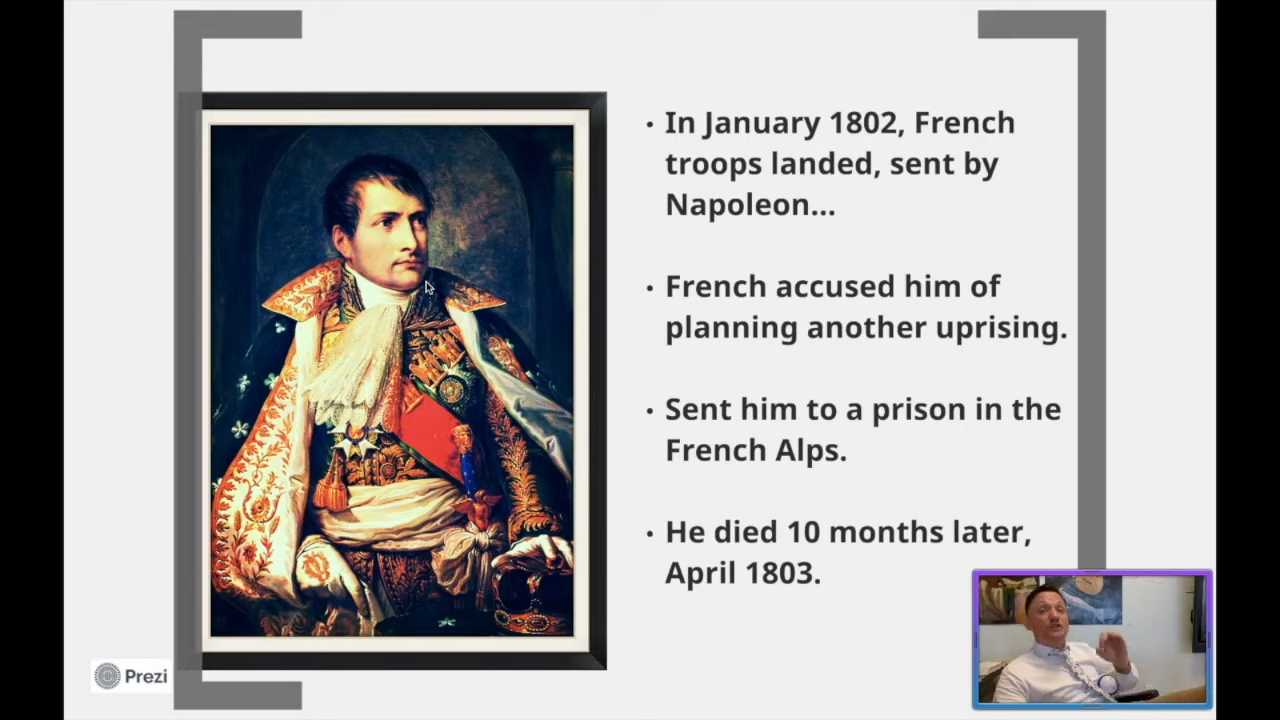 • In January 1802, French
troops landed, sent by
Napoleon...
• French accused him of
planning another uprising.
• Sent him to a prison in the
French Alps.
• He died 10 months later,
April 1803.
Prezi